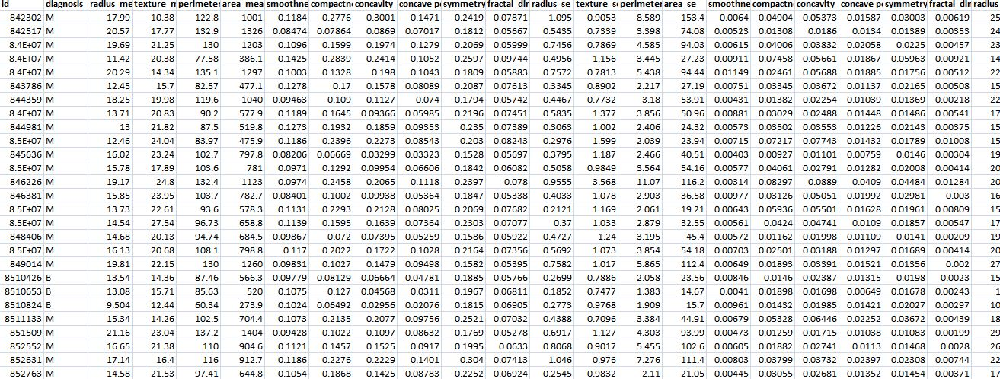 id diagnosis radius_me texture_m perimeter area_mea smoothne compactn concavity_ concave po symmetry fractal_dir radius_se texture_se perimeter area_se smoothne compactn concavity_ concave po symmetry fractal_dir radius_
842302 M 17.99 10.38 122.8 1001 0.1184 0.2776 0.3001 0.1471 0.2419 0.07871 1.095 0.9053 8.589 153.4 0.0064 0.04904 0.05373 0.01587 0.03003 0.00619 25
842517 M 20.57 17.77 132.9 1326 0.08474 0.07864 0.0869 0.07017 0.1812 0.05667 0.5435 0.7339 3.398 74.08 0.00523 0.01308 0.0186 0.0134 0.01389 0.00353 24
8.4E+07 M 19.69 21.25 130 1203 0.1096 0.1599 0.1974 0.1279 0.2069 0.05999 0.7456 0.7869 4.585 94.03 0.00615 0.04006 0.03832 0.02058 0.0225 0.00457 23
8.4E+07 M 11.42 20.38 77.58 386.1 0.1425 0.2839 0.2414 0.1052 0.2597 0.09744 0.4956 1.156 3.445 27.23 0.00911 0.07458 0.05661 0.01867 0.05963 0.00921 14
8.4E+07 M 20.29 14.34 135.1 1297 0.1003 0.1328 0.198 0.1043 0.1809 0.05883 0.7572 0.7813 5.438 94.44 0.01149 0.02461 0.05688 0.01885 0.01756 0.00512 22
843786 M 12.45 15.7 82.57 477.1 0.1278 0.17 0.1578 0.08089 0.2087 0.07613 0.3345 0.8902 2.217 27.19 0.00751 0.03345 0.03672 0.01137 0.02165 0.00508 15
844359 M 18.25 19.98 119.6 1040 0.09463 0.109 0.1127 0.074 0.1794 0.05742 0.4467 0.7732 3.18 53.91 0.00431 0.01382 0.02254 0.01039 0.01369 0.00218 22
8.4E+07 M 13.71 20.83 90.2 577.9 0.1189 0.1645 0.09366 0.05985 0.2196 0.07451 0.5835 1.377 3.856 50.96 0.00881 0.03029 0.02488 0.01448 0.01486 0.00541 17
844981 M 13 21.82 87.5 519.8 0.1273 0.1932 0.1859 0.09353 0.235 0.07389 0.3063 1.002 2.406 24.32 0.00573 0.03502 0.03553 0.01226 0.02143 0.00375 15
8.5E+07 M 12.46 24.04 83.97 475.9 0.1186 0.2396 0.2273 0.08543 0.203 0.08243 0.2976 1.599 2.039 23.94 0.00715 0.07217 0.07743 0.01432 0.01789 0.01008 15
845636 M 16.02 23.24 102.7 797.8 0.08206 0.06669 0.03299 0.03323 0.1528 0.05697 0.3795 1.187 2.466 40.51 0.00403 0.00927 0.01101 0.00759 0.0146 0.00304 19
8.5E+07 M 15.78 17.89 103.6 781 0.0971 0.1292 0.09954 0.06606 0.1842 0.06082 0.5058 0.9849 3.564 54.16 0.00577 0.04061 0.02791 0.01282 0.02008 0.00414 20
846226 M 19.17 24.8 132.4 1123 0.0974 0.2458 0.2065 0.1118 0.2397 0.078 0.9555 3.568 11.07 116.2 0.00314 0.08297 0.0889 0.0409 0.04484 0.01284 20
846381 M 15.85 23.95 103.7 782.7 0.08401 0.1002 0.09938 0.05364 0.1847 0.05338 0.4033 1.078 2.903 36.58 0.00977 0.03126 0.05051 0.01992 0.02981 0.003 16
8.5E+07 M 13.73 22.61 93.6 578.3 0.1131 0.2293 0.2128 0.08025 0.2069 0.07682 0.2121 1.169 2.061 19.21 0.00643 0.05936 0.05501 0.01628 0.01961 0.00809 15
8.5E+07 M 14.54 27.54 96.73 658.8 0.1139 0.1595 0.1639 0.07364 0.2303 0.07077 0.37 1.033 2.879 32.55 0.00561 0.0424 0.04741 0.0109 0.01857 0.00547 17
848406 M 14.68 20.13 94.74 684.5 0.09867 0.072 0.07395 0.05259 0.1586 0.05922 0.4727 1.24 3.195 45.4 0.00572 0.01162 0.01998 0.01109 0.0141 0.00209 19
8.5E+07 M 16.13 20.68 108.1 798.8 0.117 0.2022 0.1722 0.1028 0.2164 0.07356 0.5692 1.073 3.854 54.18 0.00703 0.02501 0.03188 0.01297 0.01689 0.00414 20
849014 M 19.81 22.15 130 1260 0.09831 0.1027 0.1479 0.09498 0.1582 0.05395 0.7582 1.017 5.865 112.4 0.00649 0.01893 0.03391 0.01521 0.01356 0.002 27
8510426 B 13.54 14.36 87.46 566.3 0.09779 0.08129 0.06664 0.04781 0.1885 0.05766 0.2699 0.7886 2.058 23.56 0.00846 0.0146 0.02387 0.01315 0.0198 0.0023 15
8510653 B 13.08 15.71 85.63 520 0.1075 0.127 0.04568 0.0311 0.1967 0.06811 0.1852 0.7477 1.383 14.67 0.0041 0.01898 0.01698 0.00649 0.01678 0.00243 1
8510824 B 9.504 12.44 60.34 273.9 0.1024 0.06492 0.02956 0.02076 0.1815 0.06905 0.2773 0.9768 1.909 15.7 0.00961 0.01432 0.01985 0.01421 0.02027 0.00297 10
8511133 M 15.34 14.26 102.5 704.4 0.1073 0.2135 0.2077 0.09756 0.2521 0.07032 0.4388 0.7096 3.384 44.91 0.00679 0.05328 0.06446 0.02252 0.03672 0.00439 18
851509 M 21.16 23.04 137.2 1404 0.09428 0.1022 0.1097 0.08632 0.1769 0.05278 0.6917 1.127 4.303 93.99 0.00473 0.01259 0.01715 0.01038 0.01083 0.00199 29
852552 M 16.65 21.38 110 904.6 0.1121 0.1457 0.1525 0.0917 0.1995 0.0633 0.8068 0.9017 5.455 102.6 0.00605 0.01882 0.02741 0.0113 0.01468 0.0028 26
852631 M 17.14 16.4 116 912.7 0.1186 0.2276 0.2229 0.1401 0.304 0.07413 1.046 0.976 7.276 111.4 0.00803 0.03799 0.03732 0.02397 0.02308 0.00744 22
852763 M 14.58 21.53 97.41 644.8 0.1054 0.1868 0.1425 0.08783 0.2252 0.06924 0.2545 0.9832 2.11 21.05 0.00445 0.03055 0.02681 0.01352 0.01454 0.00371 17